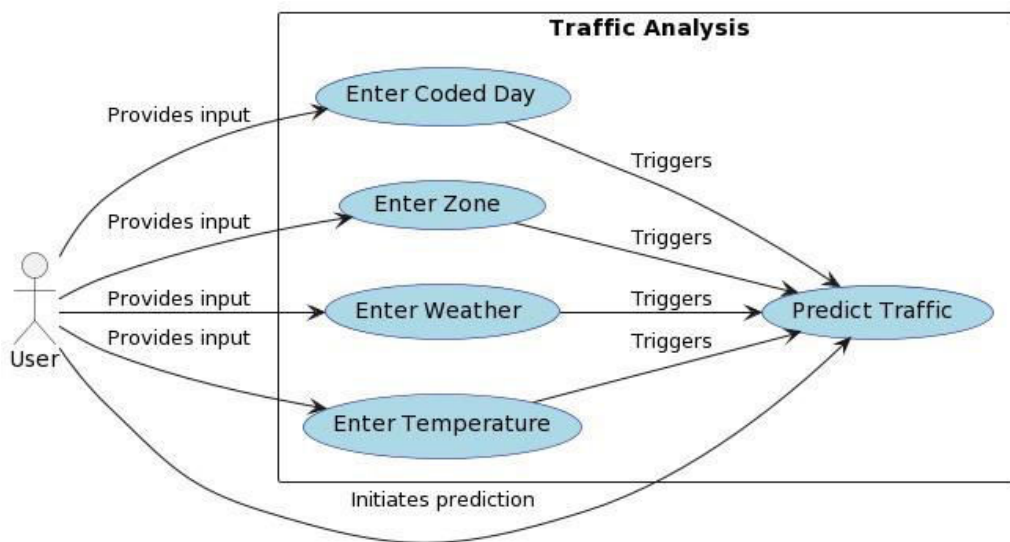 Traffic Analysis
Enter Coded Day
Provides input
Triggers
Enter Zone
Provides input
Triggers
Enter Weather
Provides input
Triggers
Predict Traffic
Provides input
Triggers
User
Enter Temperature
Initiates prediction